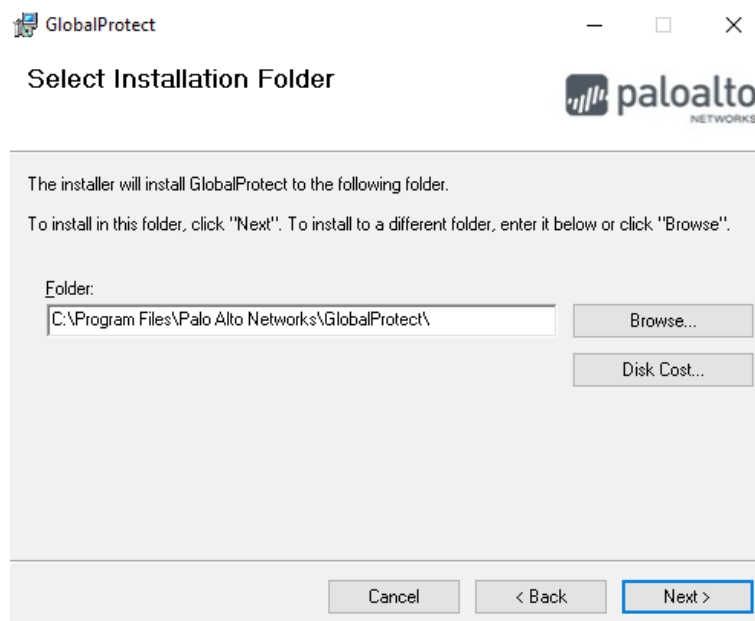 GlobalProtect
Select Installation Folder
paloalto
NETWORKS
The installer will install GlobalProtect to the following folder.
To install in this folder, click "Next". To install to a different folder, enter it below or click "Browse".
Folder:
C:\Program Files\Palo Alto Networks\GlobalProtect\
Browse...
Disk Cost...
Cancel
< Back
Next >